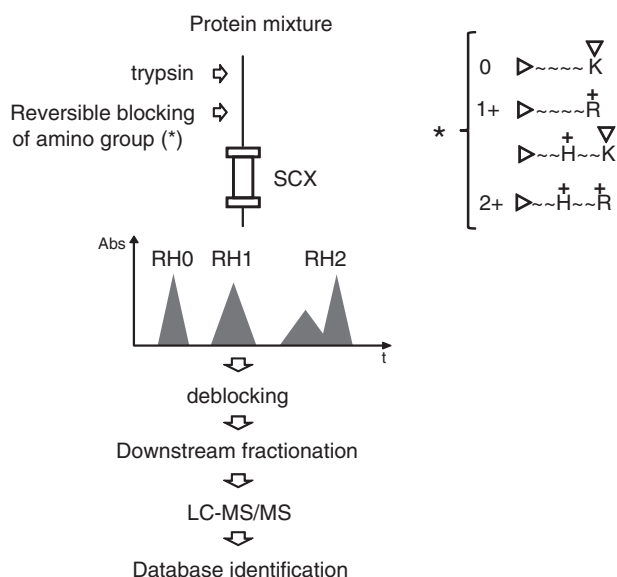 Protein mixture
trypsin
Reversible blocking
of amino group (*)
SCX
*
0 ~~~~K
+
1+ ~~~~R
+
~~H~~K
+ +
2+ ~~H~~R
Abs
RH0 RH1 RH2
t
deblocking
Downstream fractionation
LC-MS/MS
Database identification